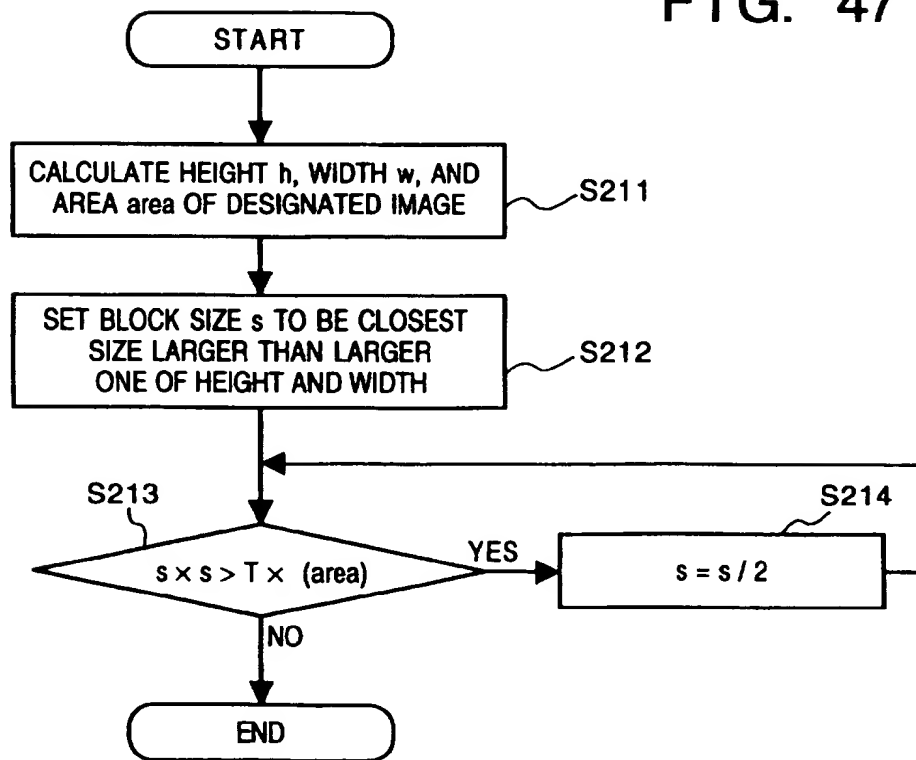 FIG. 47
START
CALCULATE HEIGHT h, WIDTH w, AND
AREA area OF DESIGNATED IMAGE
S211
SET BLOCK SIZE s TO BE CLOSEST
SIZE LARGER THAN LARGER
ONE OF HEIGHT AND WIDTH
S212
S213
s × s > T × (area)
YES
S214
s = s / 2
NO
END